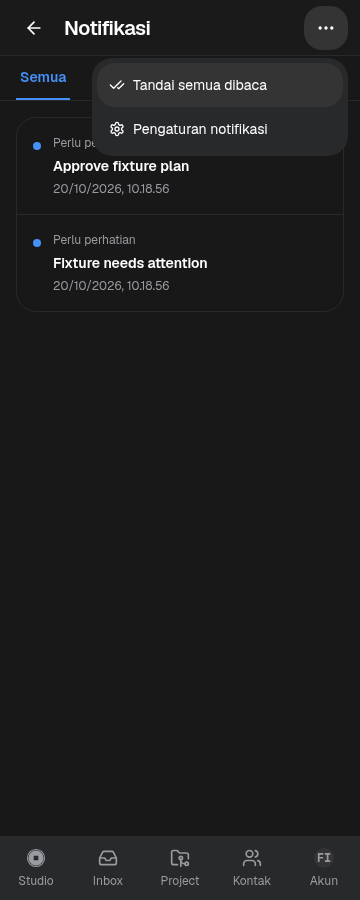 Notifikasi
Semua
Tandai semua dibaca
Pengaturan notifikasi
Perlu pe
Approve fixture plan
20/10/2026, 10.18.56
Perlu perhatian
Fixture needs attention
20/10/2026, 10.18.56
Studio
Inbox
Project
Kontak
FI
Akun